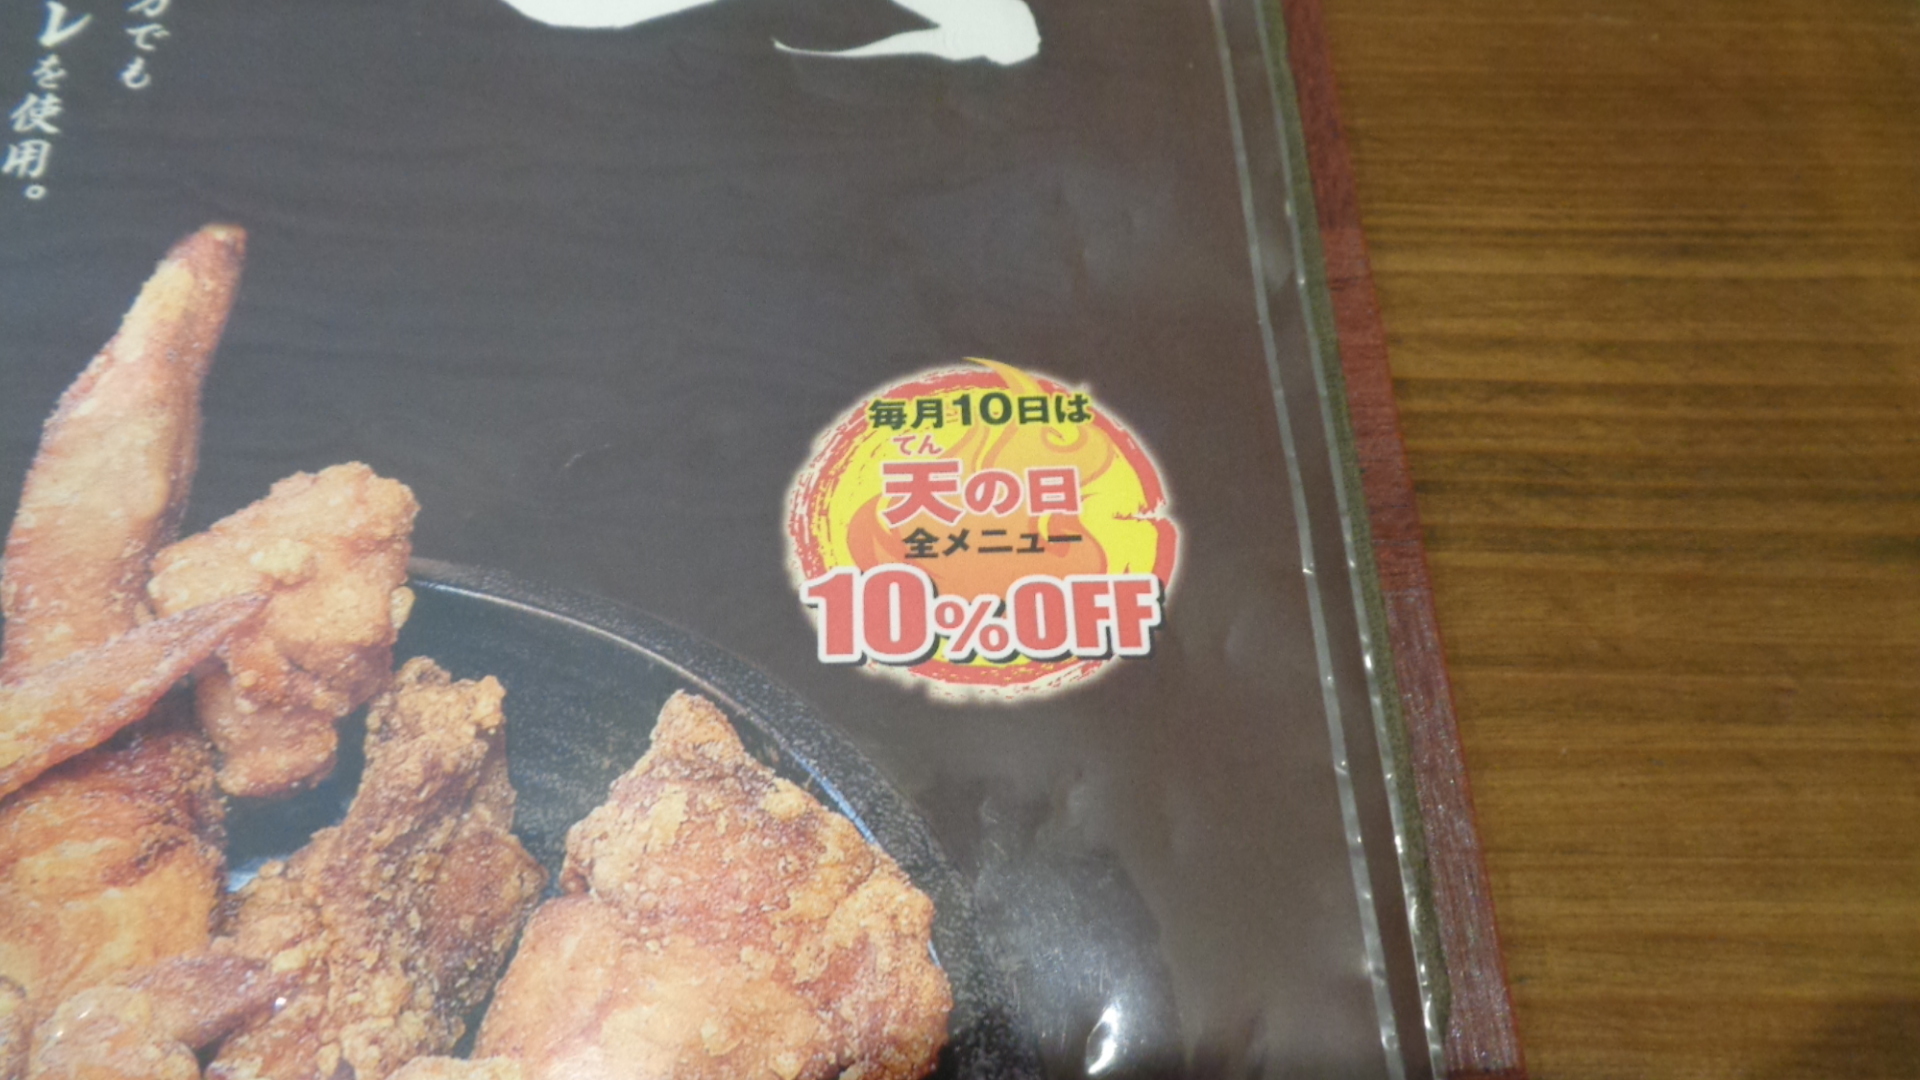 でも
レを使用。
毎月10日は
てん
天の日
全メニュー
10%OFF